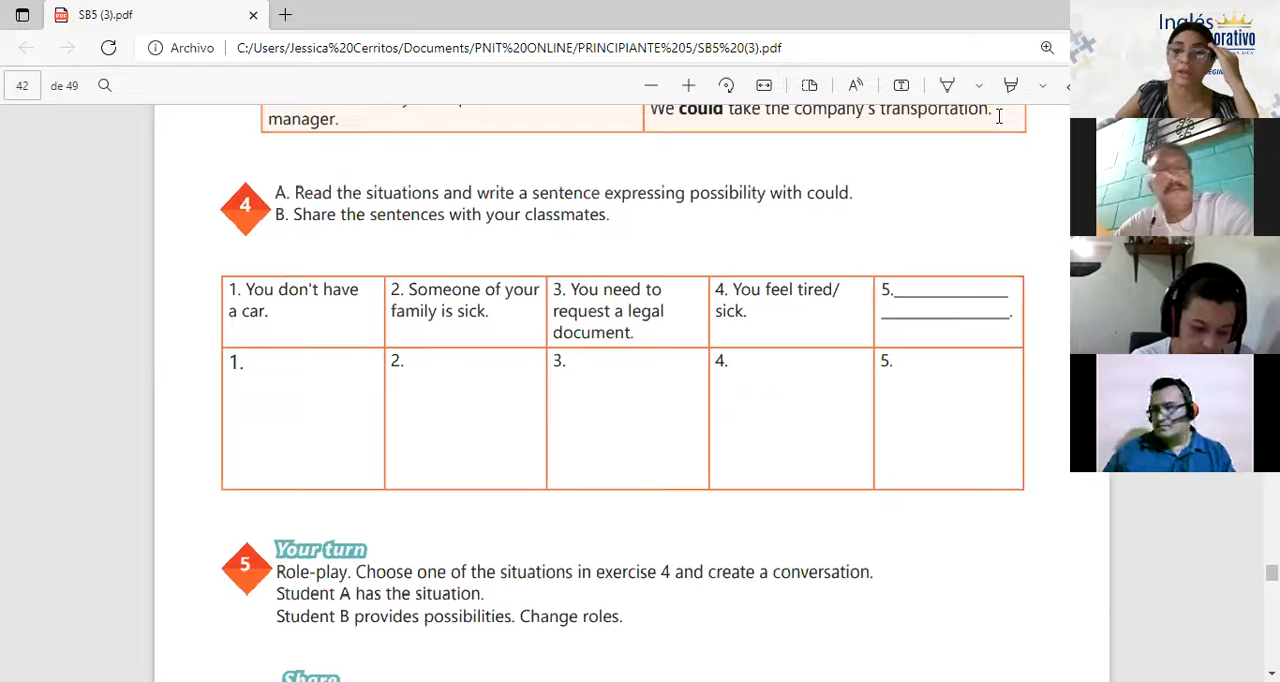 SB5 (3).pdf
Archivo
C:/Users/Jessica%20Cerritos/Documents/PNIT%20ONLINE/PRINCIPIANTE%205/SB5%20(3).pdf
42
de 49
manager.
We could take the company's transportation.
4
A. Read the situations and write a sentence expressing possibility with could.
B. Share the sentences with your classmates.
1. You don't have
a car.
2. Someone of your
family is sick.
3. You need to
request a legal
document.
4. You feel tired/
sick.
5.____________
______________.
1.
2.
3.
4.
5.
5
Your turn
Role-play. Choose one of the situations in exercise 4 and create a conversation.
Student A has the situation.
Student B provides possibilities. Change roles.
Share
Inglés